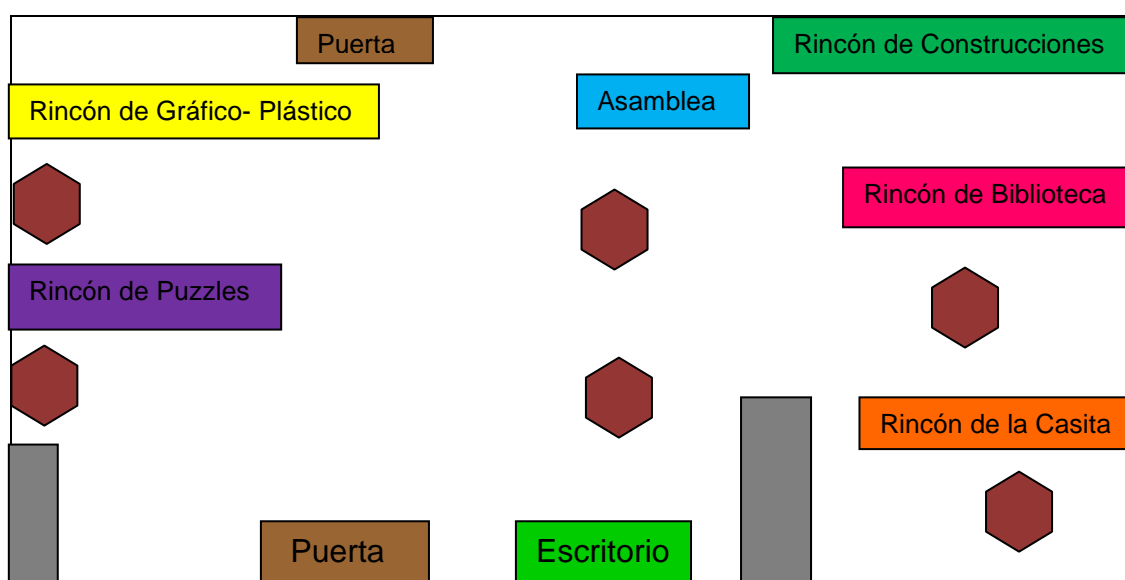 Puerta
Rincón de Construcciones
Rincón de Gráfico- Plástico
Asamblea
Rincón de Biblioteca
Rincón de Puzzles
Rincón de la Casita
Puerta
Escritorio